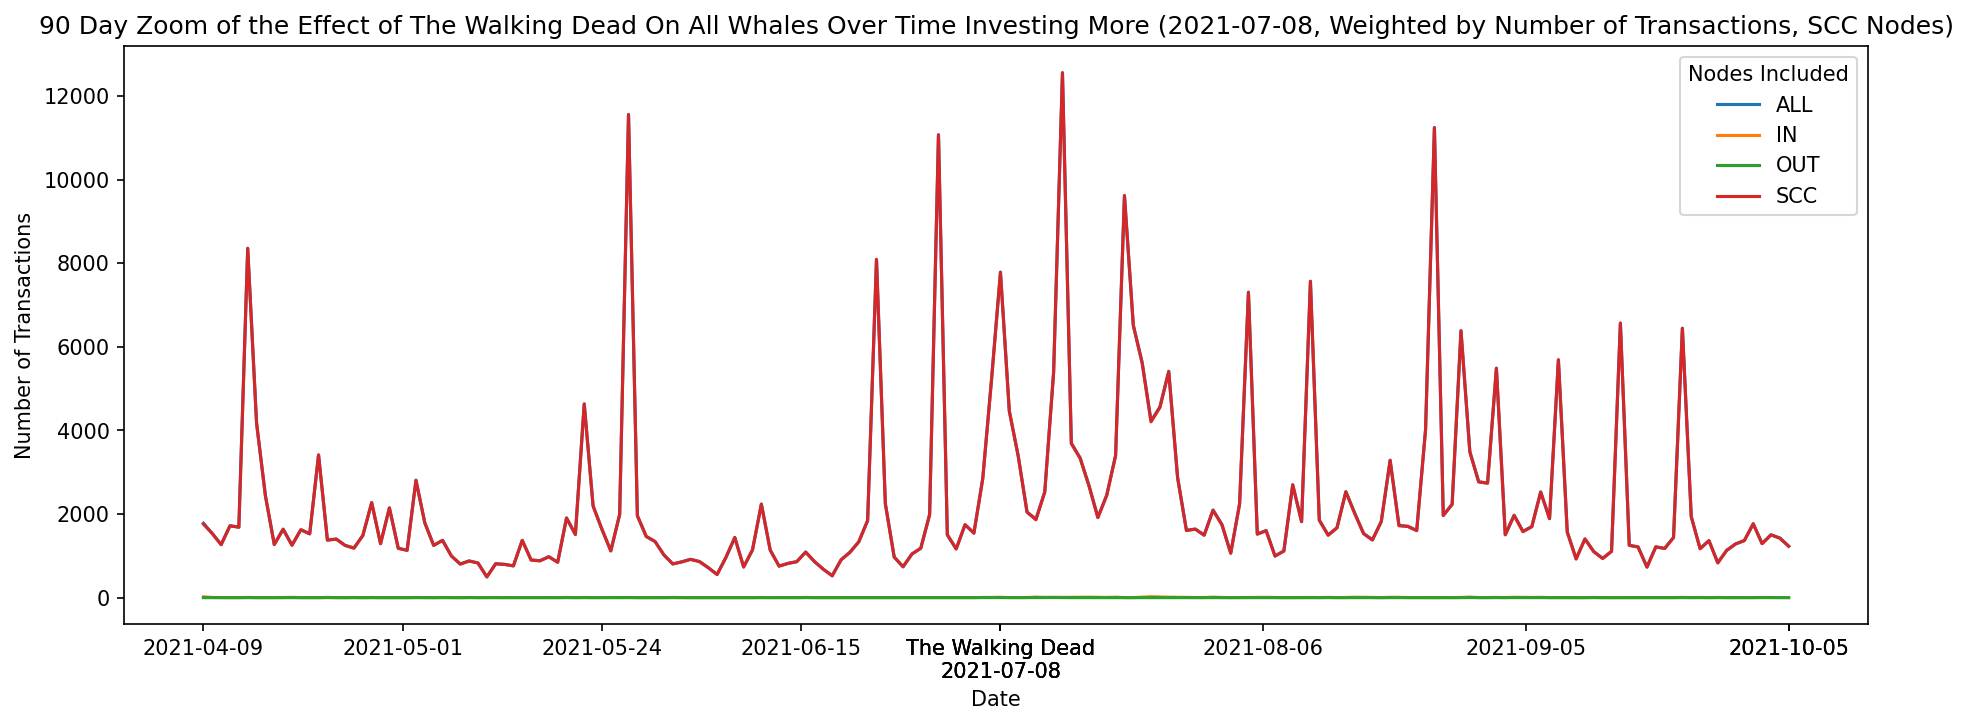 90 Day Zoom of the Effect of The Walking Dead On All Whales Over Time Investing More (2021-07-08, Weighted by Number of Transactions, SCC Nodes)
Number of Transactions
12000
10000
8000
6000
4000
2000
0
Nodes Included
ALL
IN
OUT
SCC
2021-04-09
2021-05-01
2021-05-24
2021-06-15
The Walking Dead
2021-07-08
2021-08-06
2021-09-05
2021-10-05
Date